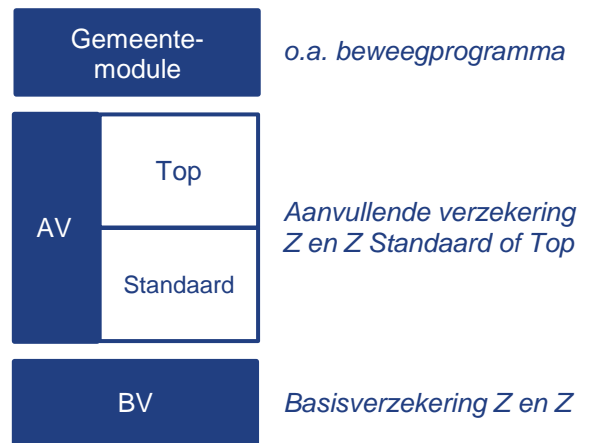 Gemeente-
module
o.a. beweegprogramma
AV
Top
Standaard
Aanvullende verzekering
Z en Z Standaard of Top
BV
Basisverzekering Z en Z